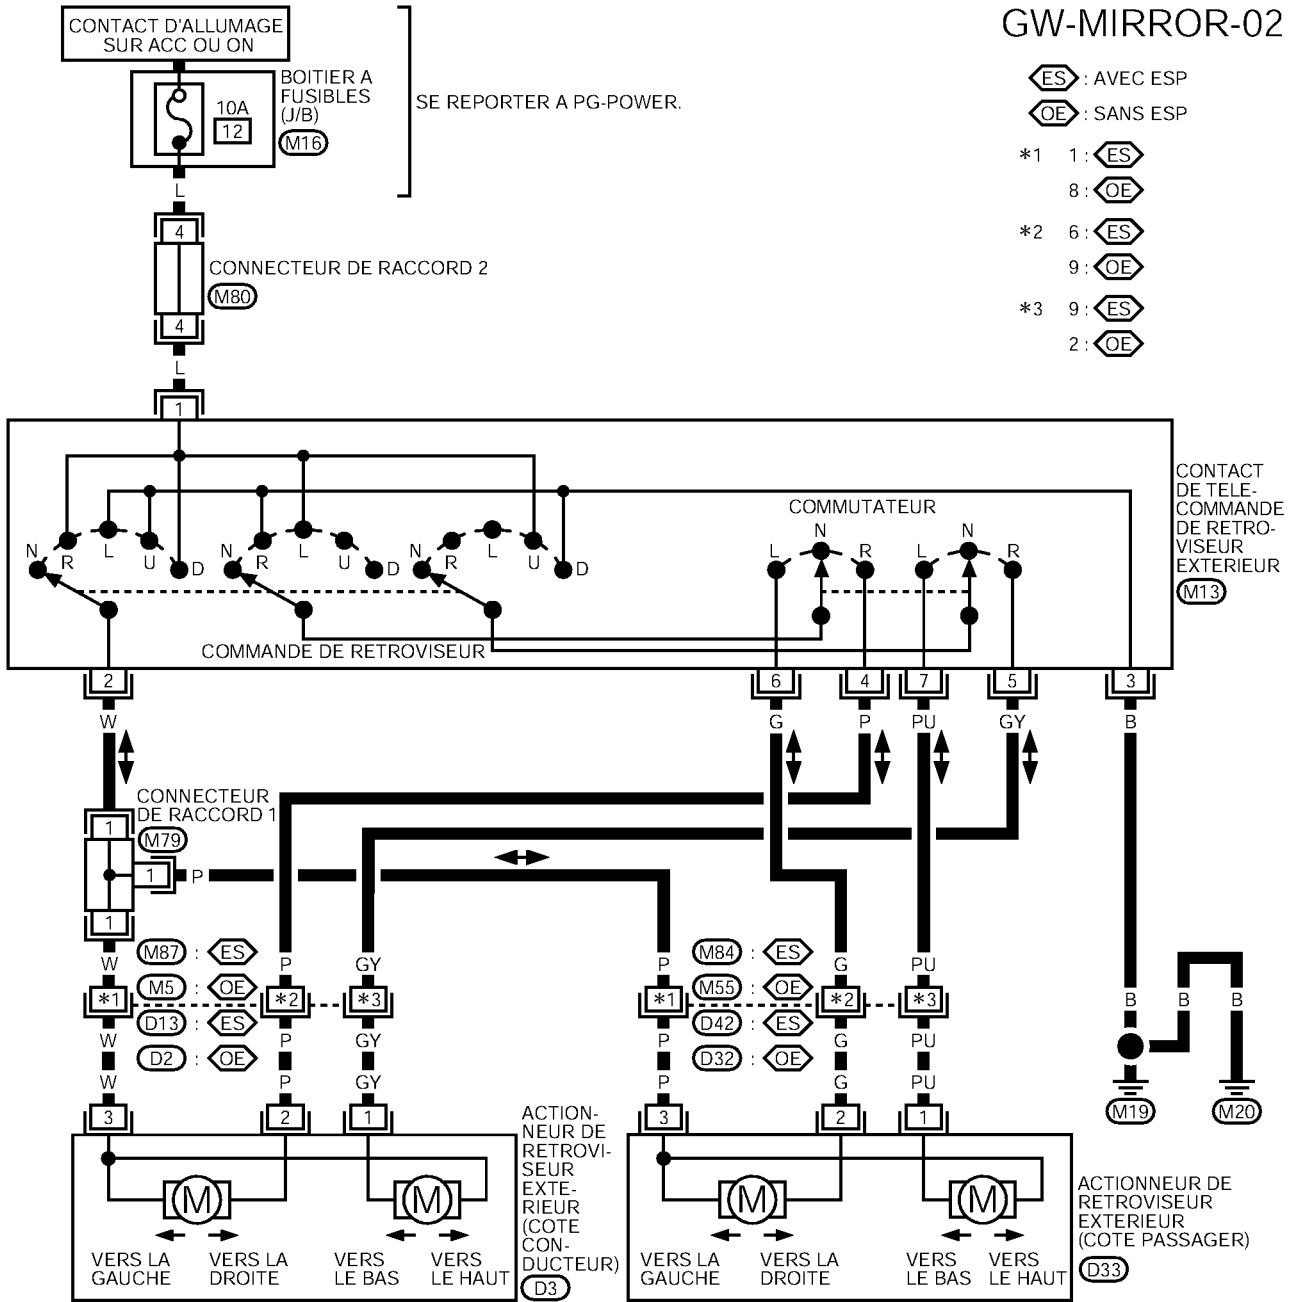 GW-MIRROR-02
CONTACT D'ALLUMAGE
SUR ACC OU ON
BOITIER A
FUSIBLES
(J/B)
M16
10A
12
SE REPORTER A PG-POWER.
ES : AVEC ESP
OE : SANS ESP
*1 1 : ES
8 : OE
*2 6 : ES
9 : OE
*3 9 : ES
2 : OE
L
4
CONNECTEUR DE RACCORD 2
M80
4
L
1
CONTACT
DE TELE-
COMMANDE
DE RETRO-
VISEUR
EXTERIEUR
M13
COMMUTATEUR
N R L U D
N R L U D
N R L U D
L N R
L N R
COMMANDE DE RETROVISEUR
2 6 4 7 5 3
W G P PU GY B
CONNECTEUR
DE RACCORD 1
M79
1
1 P
1
W M87 : ES P GY P M84 : ES G PU
*1 M5 : OE *2 *3 *1 M55 : OE *2 *3 B B B
D13 : ES D42 : ES
W P GY P G PU
D2 : OE D32 : OE
W P GY P G PU
3 2 1 3 2 1
M19 M20
ACTION-
NEUR DE
RETROVI-
SEUR
EXTE-
RIEUR
(COTE
CON-
DUCTEUR)
D3
M M M M
VERS LA
GAUCHE
VERS LA
DROITE
VERS
LE BAS
VERS
LE HAUT
VERS LA
GAUCHE
VERS LA
DROITE
VERS
LE BAS
VERS
LE HAUT
ACTIONNEUR DE
RETROVISEUR
EXTERIEUR
(COTE PASSAGER)
D33